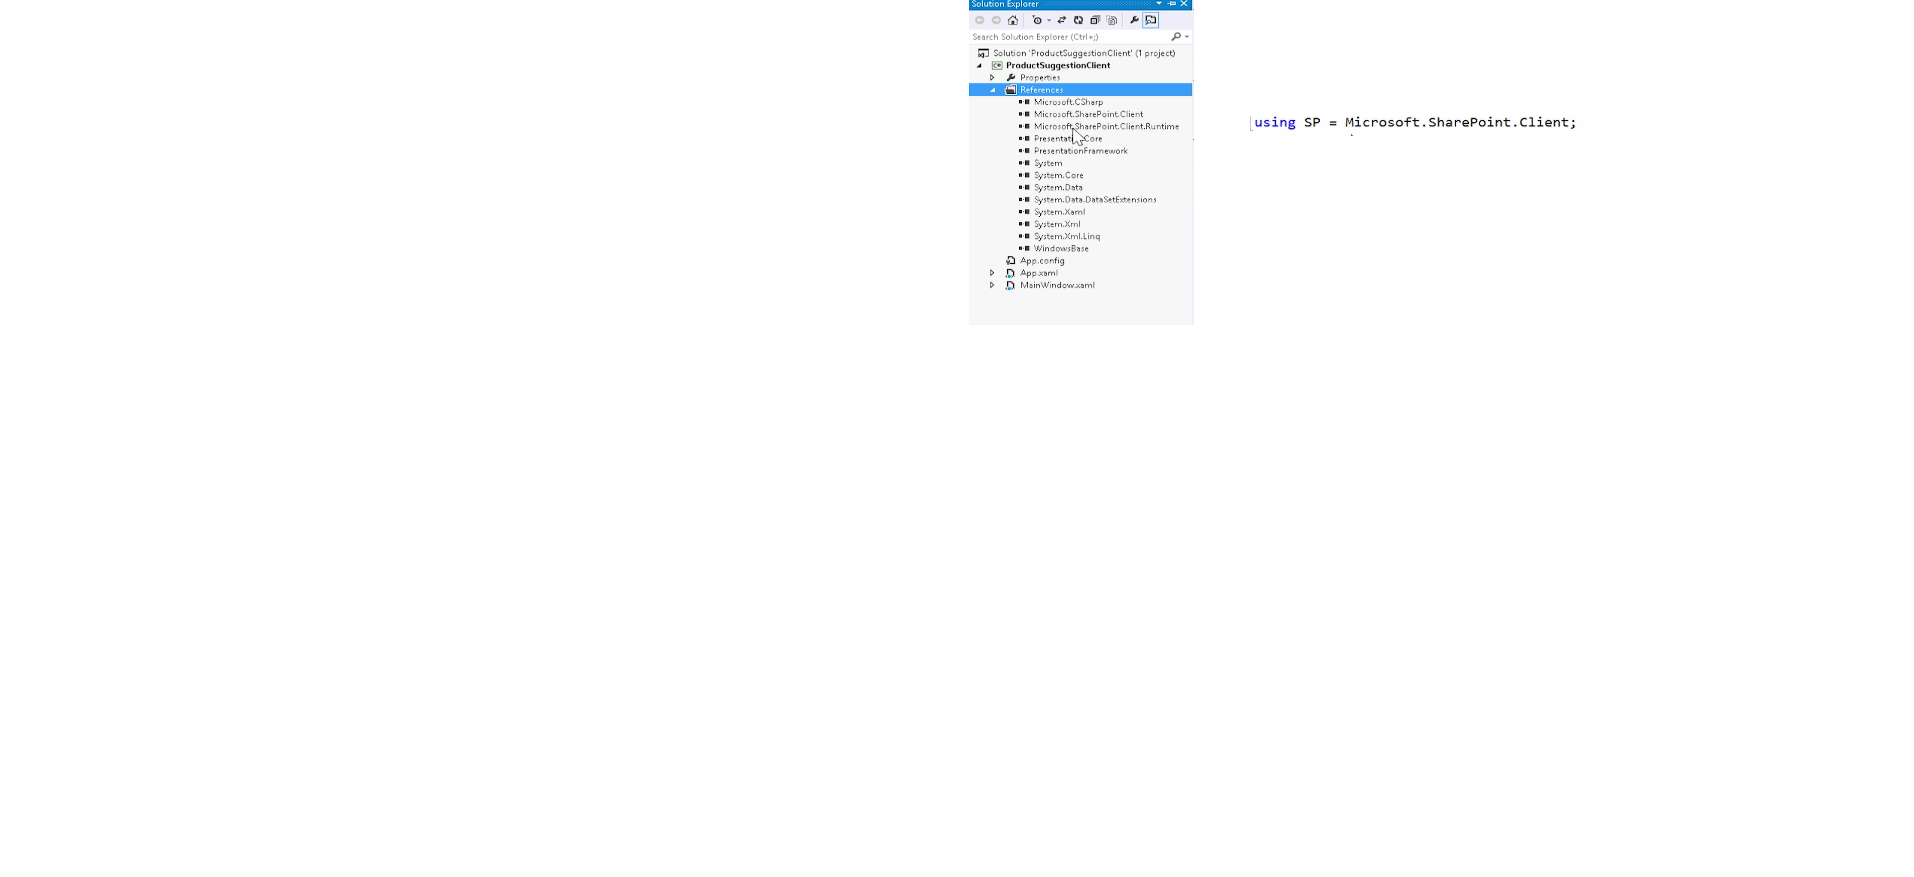 Solution Explorer
Search Solution Explorer (Ctrl+;)
Solution 'ProductSuggestionClient' (1 project)
ProductSuggestionClient
Properties
References
Microsoft.CSharp
Microsoft.SharePoint.Client
Microsoft.SharePoint.Client.Runtime
PresentationCore
PresentationFramework
System
System.Core
System.Data
System.Data.DataSetExtensions
System.Xaml
System.Xml
System.Xml.Linq
WindowsBase
App.config
App.xaml
MainWindow.xaml
using SP = Microsoft.SharePoint.Client;